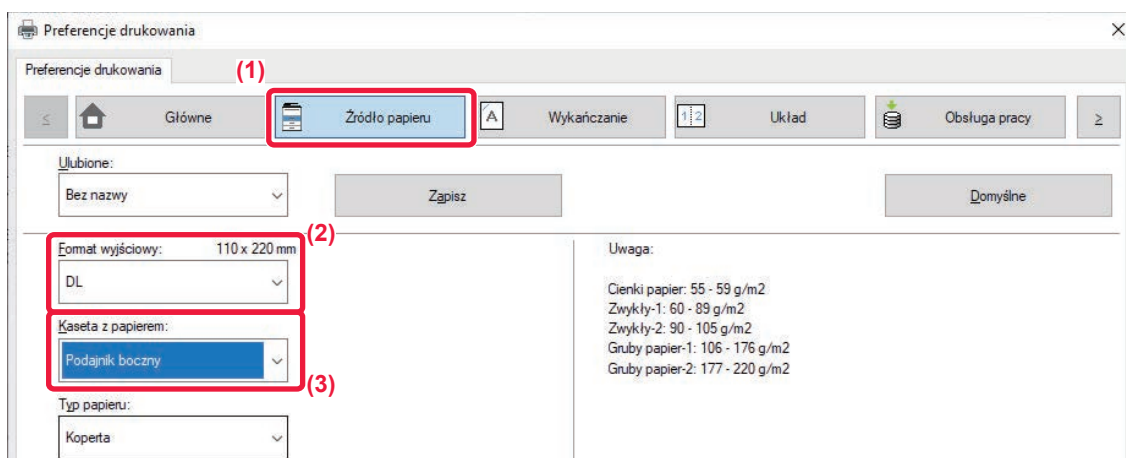 Preferencje drukowania
Preferencje drukowania
(1)
<
Główne
Źródło papieru
A
Wykańczanie
1 2
Układ
Obsługa pracy
>
Ulubione:
Bez nazwy
Zapisz
Domyślne
(2)
Format wyjściowy: 110 x 220 mm
DL
Kaseta z papierem:
Podajnik boczny
(3)
Typ papieru:
Koperta
Uwaga:
Cienki papier: 55 - 59 g/m2
Zwykły-1: 60 - 89 g/m2
Zwykły-2: 90 - 105 g/m2
Gruby papier-1: 106 - 176 g/m2
Gruby papier-2: 177 - 220 g/m2